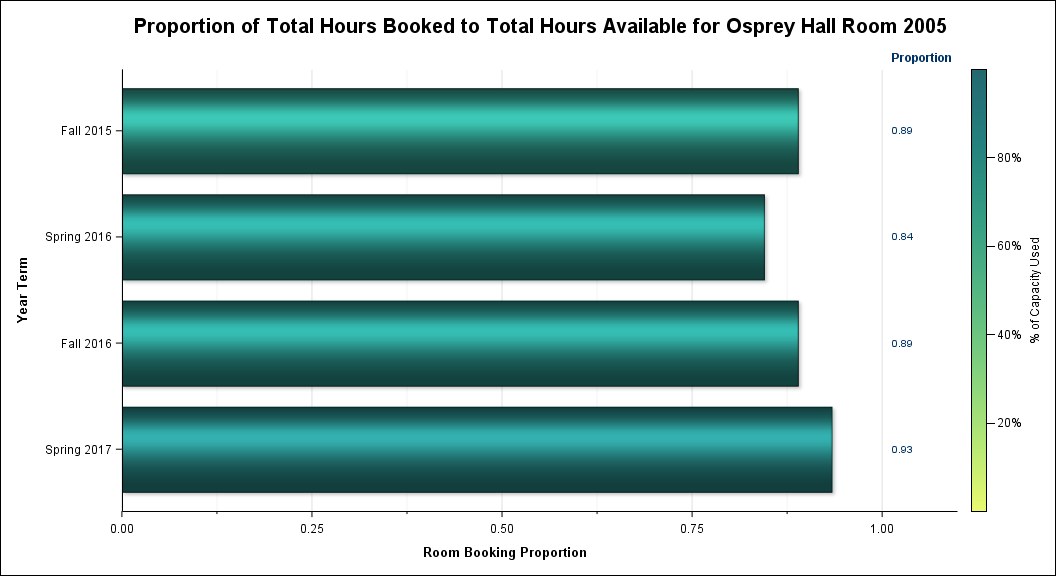 Proportion of Total Hours Booked to Total Hours Available for Osprey Hall Room 2005
Proportion
Fall 2015
0.89
Spring 2016
0.84
Fall 2016
0.89
Spring 2017
0.93
Year Term
0.00
0.25
0.50
0.75
1.00
Room Booking Proportion
80%
60%
40%
20%
% of Capacity Used